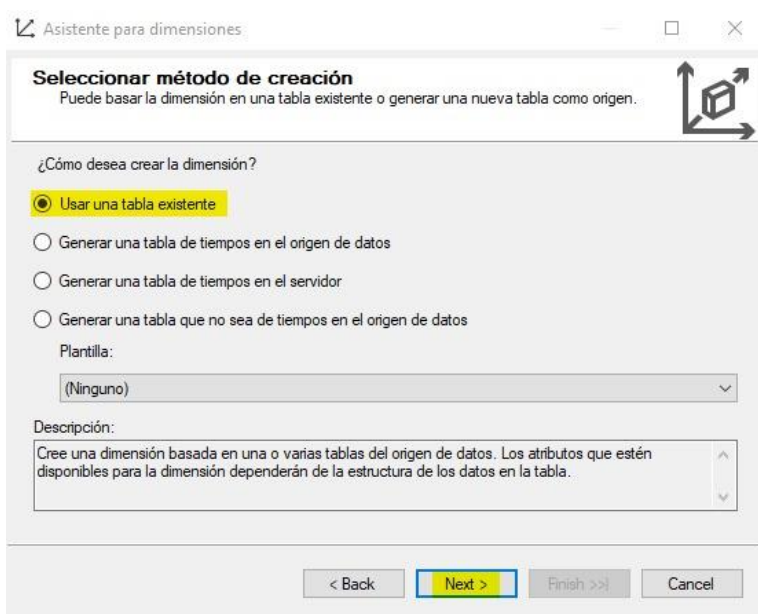 Asistente para dimensiones
Seleccionar método de creación
Puede basar la dimensión en una tabla existente o generar una nueva tabla como origen.
¿Cómo desea crear la dimensión?
Usar una tabla existente
Generar una tabla de tiempos en el origen de datos
Generar una tabla de tiempos en el servidor
Generar una tabla que no sea de tiempos en el origen de datos
Plantilla:
(Ninguno)
Descripción:
Cree una dimensión basada en una o varias tablas del origen de datos. Los atributos que estén
disponibles para la dimensión dependerán de la estructura de los datos en la tabla.
< Back Next > Finish >>| Cancel